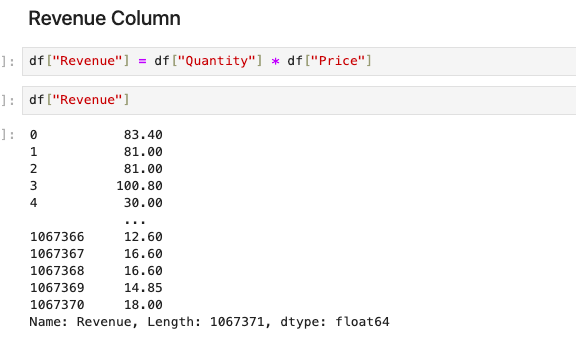 Revenue Column
]: df["Revenue"] = df["Quantity"] * df["Price"]
]: df["Revenue"]
]: 0 83.40
1 81.00
2 81.00
3 100.80
4 30.00
...
1067366 12.60
1067367 16.60
1067368 16.60
1067369 14.85
1067370 18.00
Name: Revenue, Length: 1067371, dtype: float64